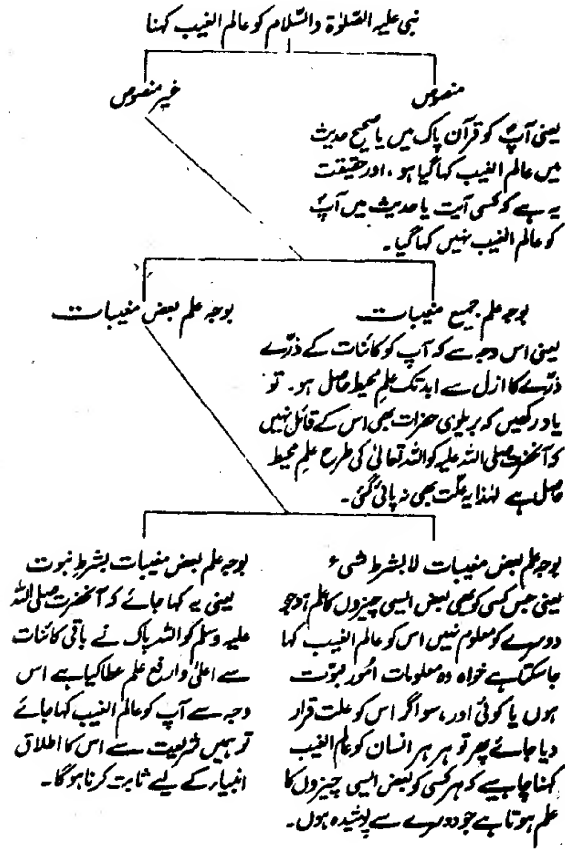 نبی علیہ الصّلوٰۃ والسّلام کو عالم الغیب کہنا
منصوص
غیر منصوص
یعنی آپؐ کو قرآن پاک میں یا صحیح حدیث
میں عالم الغیب کہا گیا ہو، اور حقیقت
یہ ہے کو کسی آیت یا حدیث میں آپؐ
کو عالم الغیب نہیں کہا گیا۔
بوجہ علم جمیع مغیبات
بوجہ علم بعض مغیبات
یعنی اس وجہ سے کہ آپ کو کائنات کے ذرّے
ذرّے کا ازل سے ابد تک علمِ محیط حاصل ہو۔ تو
یاد رکھیں کہ بریلوی حضرات بھی اس کے قائل نہیں
کہ آنحضرت صلی اللہ علیہ کو اللہ تعالیٰ کی طرح علمِ محیط
حاصل ہے لہٰذا یہ علّت بھی نہ پائی گئی۔
بوجہ علم بعض مغیبات لا بشرط شیء
یعنی جس کسی کو بھی بعض ایسی چیزوں کا علم ہو جو
دوسرے کو معلوم نہیں اس کو عالم الغیب کہا
جا سکتا ہے خواہ وہ معلومات امُورِ نبوّت
ہوں یا کوئی اور، سو اگر اس کو علت قرار
دیا جائے پھر تو ہر ہر انسان کو عالم الغیب
کہنا چاہیے کہ ہر کسی کو بعض ایسی چیزوں کا
علم ہوتا ہے جو دوسرے سے پوشیدہ ہوں۔
بوجہ علم بعض مغیبات بشرطِ نبوت
یعنی یہ کہا جائے کہ آنحضرت صلی اللہ
علیہ وسلم کو اللہ پاک نے باقی کائنات
سے اعلیٰ وارفع علم عطا کیا ہے اس
وجہ سے آپ کو عالم الغیب کہا جائے
تو ہمیں شریعت سے اس کا اطلاق
انبیاء کے لیے ثابت کرنا ہوگا۔